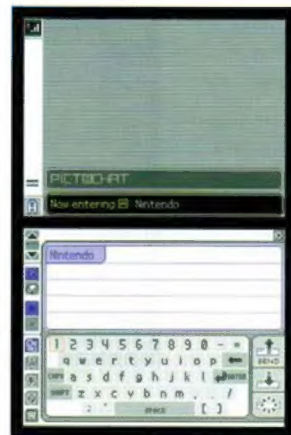 PICTOCHAT
Now entering A Nintendo
Nintendo
1 2 3 4 5 6 7 8 9 0 - =
q w e r t y u i o p
CAPS a s d f g h j k l ENTER
SHIFT z x c v b n m . /
SPACE [ ]
SEND